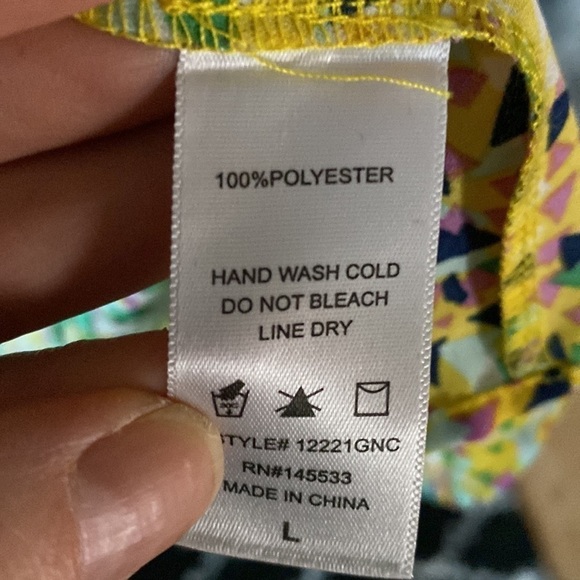 100%POLYESTER
HAND WASH COLD
DO NOT BLEACH
LINE DRY
STYLE# 12221GNC
RN#145533
MADE IN CHINA
L